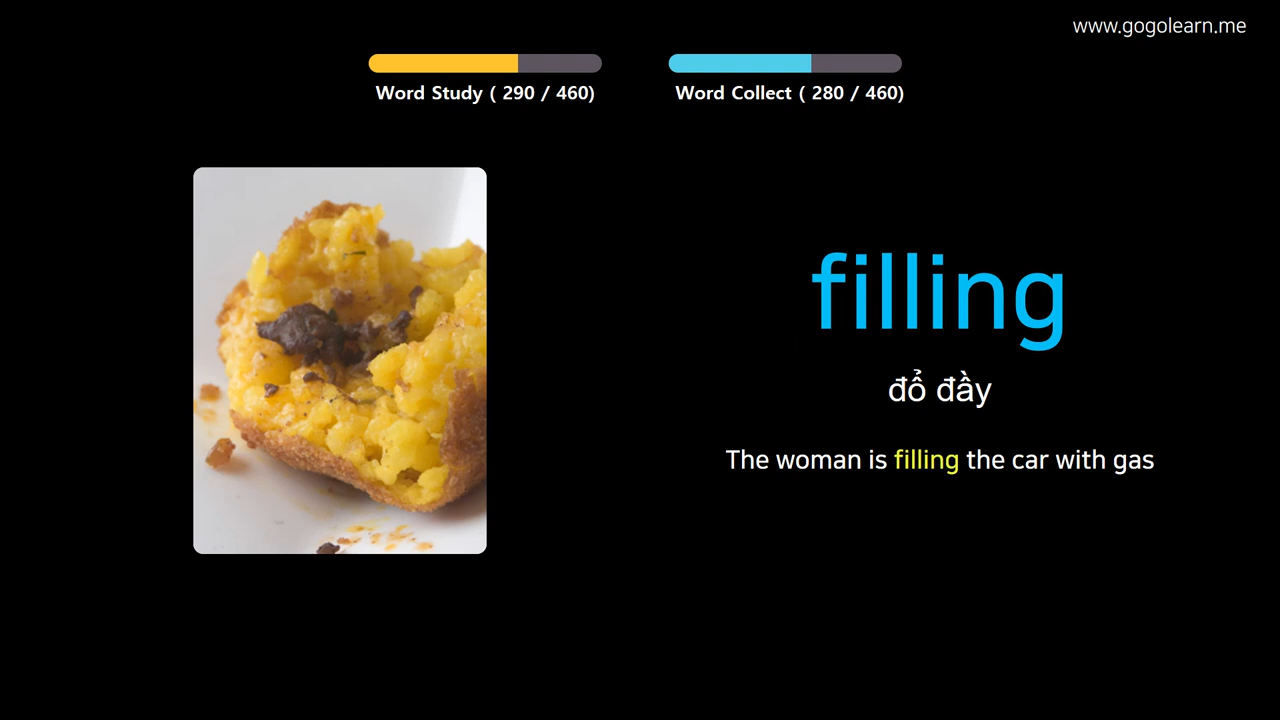 www.gogolearn.me
Word Study ( 290 / 460)
Word Collect ( 280 / 460)
filling
đổ đầy
The woman is filling the car with gas